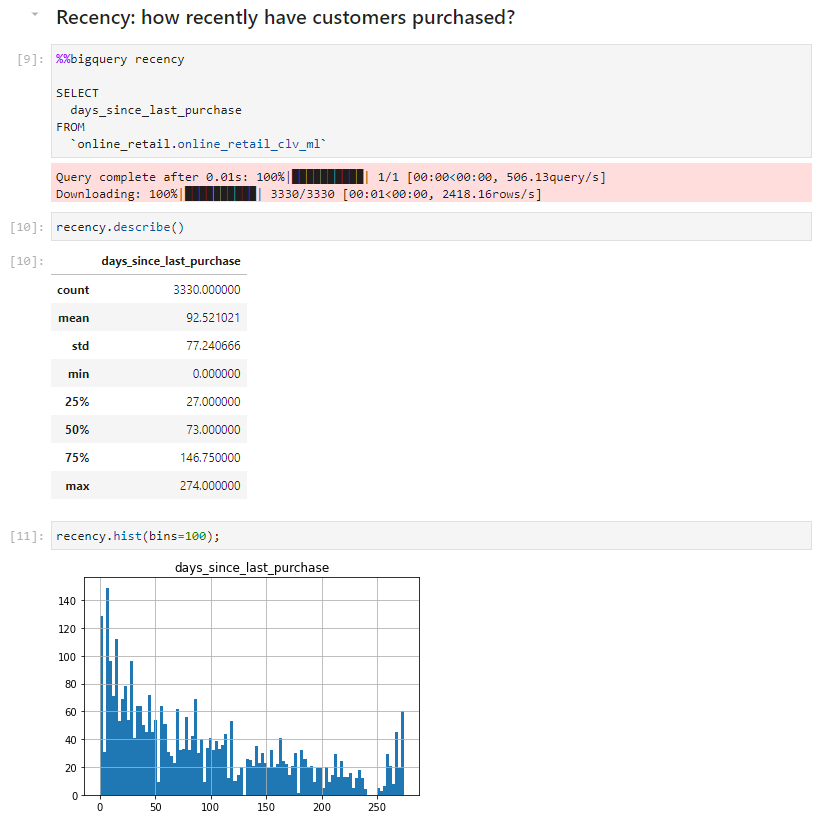 Recency: how recently have customers purchased?
[9]: %%bigquery recency
SELECT
days_since_last_purchase
FROM
`online_retail.online_retail_clv_ml`
Query complete after 0.01s: 100%|██████████| 1/1 [00:00<00:00, 506.13query/s]
Downloading: 100%|██████████| 3330/3330 [00:01<00:00, 2418.16rows/s]
[10]: recency.describe()
[10]: days_since_last_purchase
count 3330.000000
mean 92.521021
std 77.240666
min 0.000000
25% 27.000000
50% 73.000000
75% 146.750000
max 274.000000
[11]: recency.hist(bins=100);
days_since_last_purchase
140
120
100
80
60
40
20
0
0 50 100 150 200 250